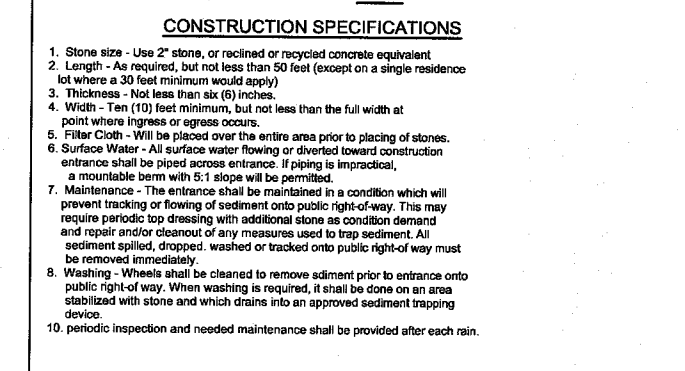 CONSTRUCTION SPECIFICATIONS
1. Stone size - Use 2" stone, or reclined or recycled concrete equivalent
2. Length - As required, but not less than 50 feet (except on a single residence
lot where a 30 feet minimum would apply)
3. Thickness - Not less than six (6) inches.
4. Width - Ten (10) feet minimum, but not less than the full width at
point where ingress or egress occurs.
5. Filter Cloth - Will be placed over the entire area prior to placing of stones.
6. Surface Water - All surface water flowing or diverted toward construction
entrance shall be piped across entrance. If piping is impractical,
a mountable berm with 5:1 slope will be permitted.
7. Maintenance - The entrance shall be maintained in a condition which will
prevent tracking or flowing of sediment onto public right-of-way. This may
require periodic top dressing with additional stone as condition demand
and repair and/or cleanout of any measures used to trap sediment. All
sediment spilled, dropped. washed or tracked onto public right-of way must
be removed immediately.
8. Washing - Wheels shall be cleaned to remove sdiment prior to entrance onto
public right-of way. When washing is required, it shall be done on an area
stabilized with stone and which drains into an approved sediment trapping
device.
10. periodic inspection and needed maintenance shall be provided after each rain.